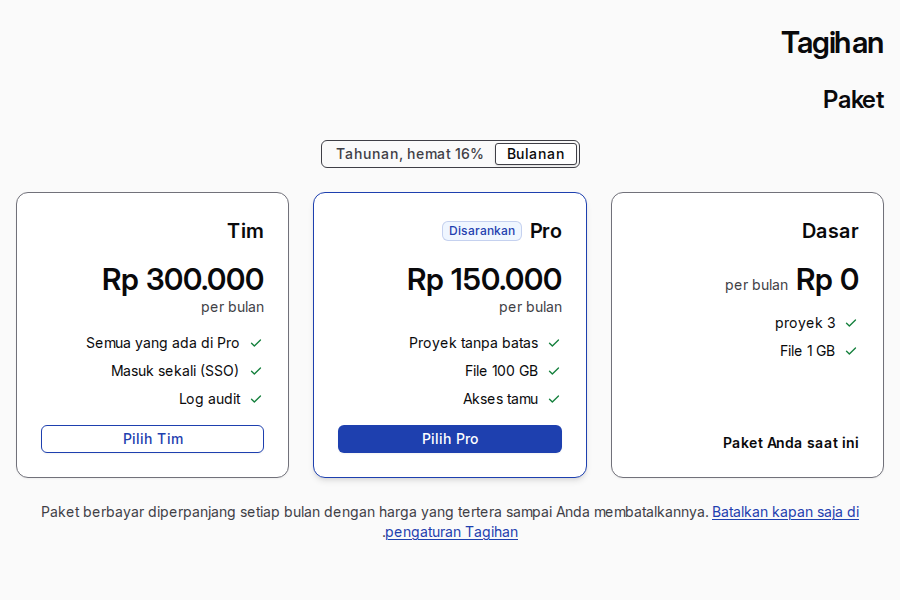 Tagihan
Paket
Bulanan
Tahunan, hemat 16%
Dasar
Rp 0 per bulan
proyek 3
File 1 GB
Paket Anda saat ini
Pro Disarankan
Rp 150.000
per bulan
Proyek tanpa batas
File 100 GB
Akses tamu
Pilih Pro
Tim
Rp 300.000
per bulan
Semua yang ada di Pro
Masuk sekali (SSO)
Log audit
Pilih Tim
Paket berbayar diperpanjang setiap bulan dengan harga yang tertera sampai Anda membatalkannya. Batalkan kapan saja di
.pengaturan Tagihan